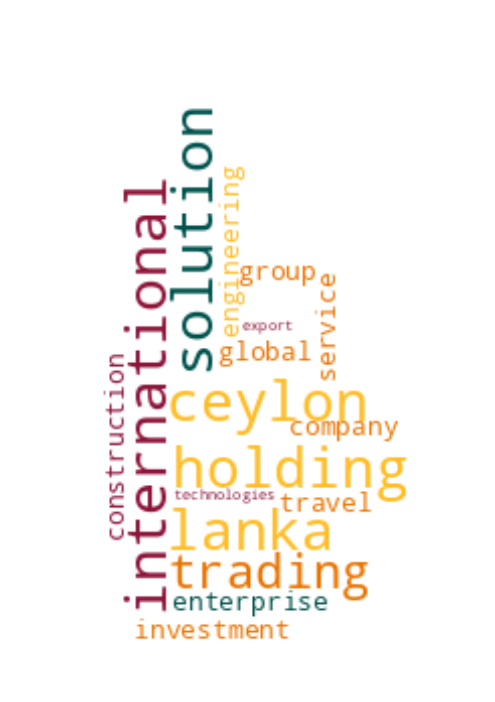 solution
international
engineering
group
service
export
global
construction
ceylon
company
holding
technologies
travel
lanka
trading
enterprise
investment